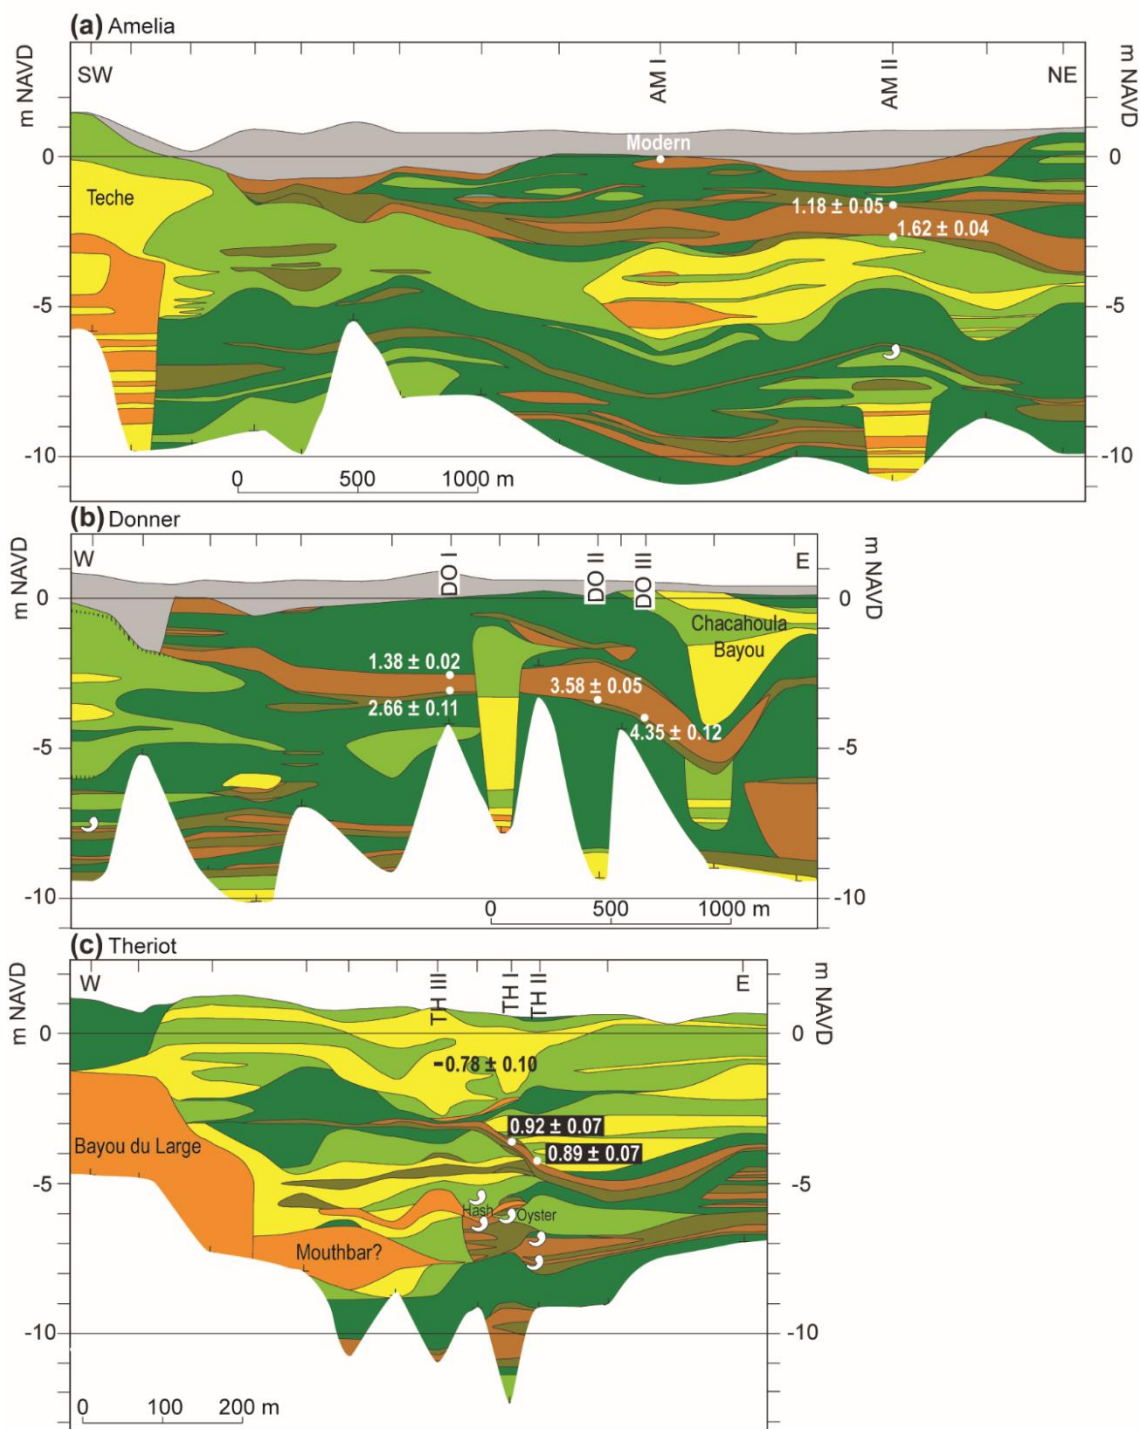 (a) Amelia
m NAVD
SW
AM I
AM II
NE
m NAVD
0
Modern
0
Teche
1.18 ± 0.05
1.62 ± 0.04
-5
-5
-10
-10
0 500 1000 m
(b) Donner
m NAVD
W
DO I
DO II
DO III
E
m NAVD
0
0
Chacahoula
Bayou
1.38 ± 0.02
3.58 ± 0.05
2.66 ± 0.11
4.35 ± 0.12
-5
-5
-10
-10
0 500 1000 m
(c) Theriot
m NAVD
W
TH III
TH I
TH II
E
m NAVD
0
0
0.78 ± 0.10
0.92 ± 0.07
Bayou du Large
0.89 ± 0.07
-5
-5
Hash
Oyster
Mouthbar?
-10
-10
0 100 200 m